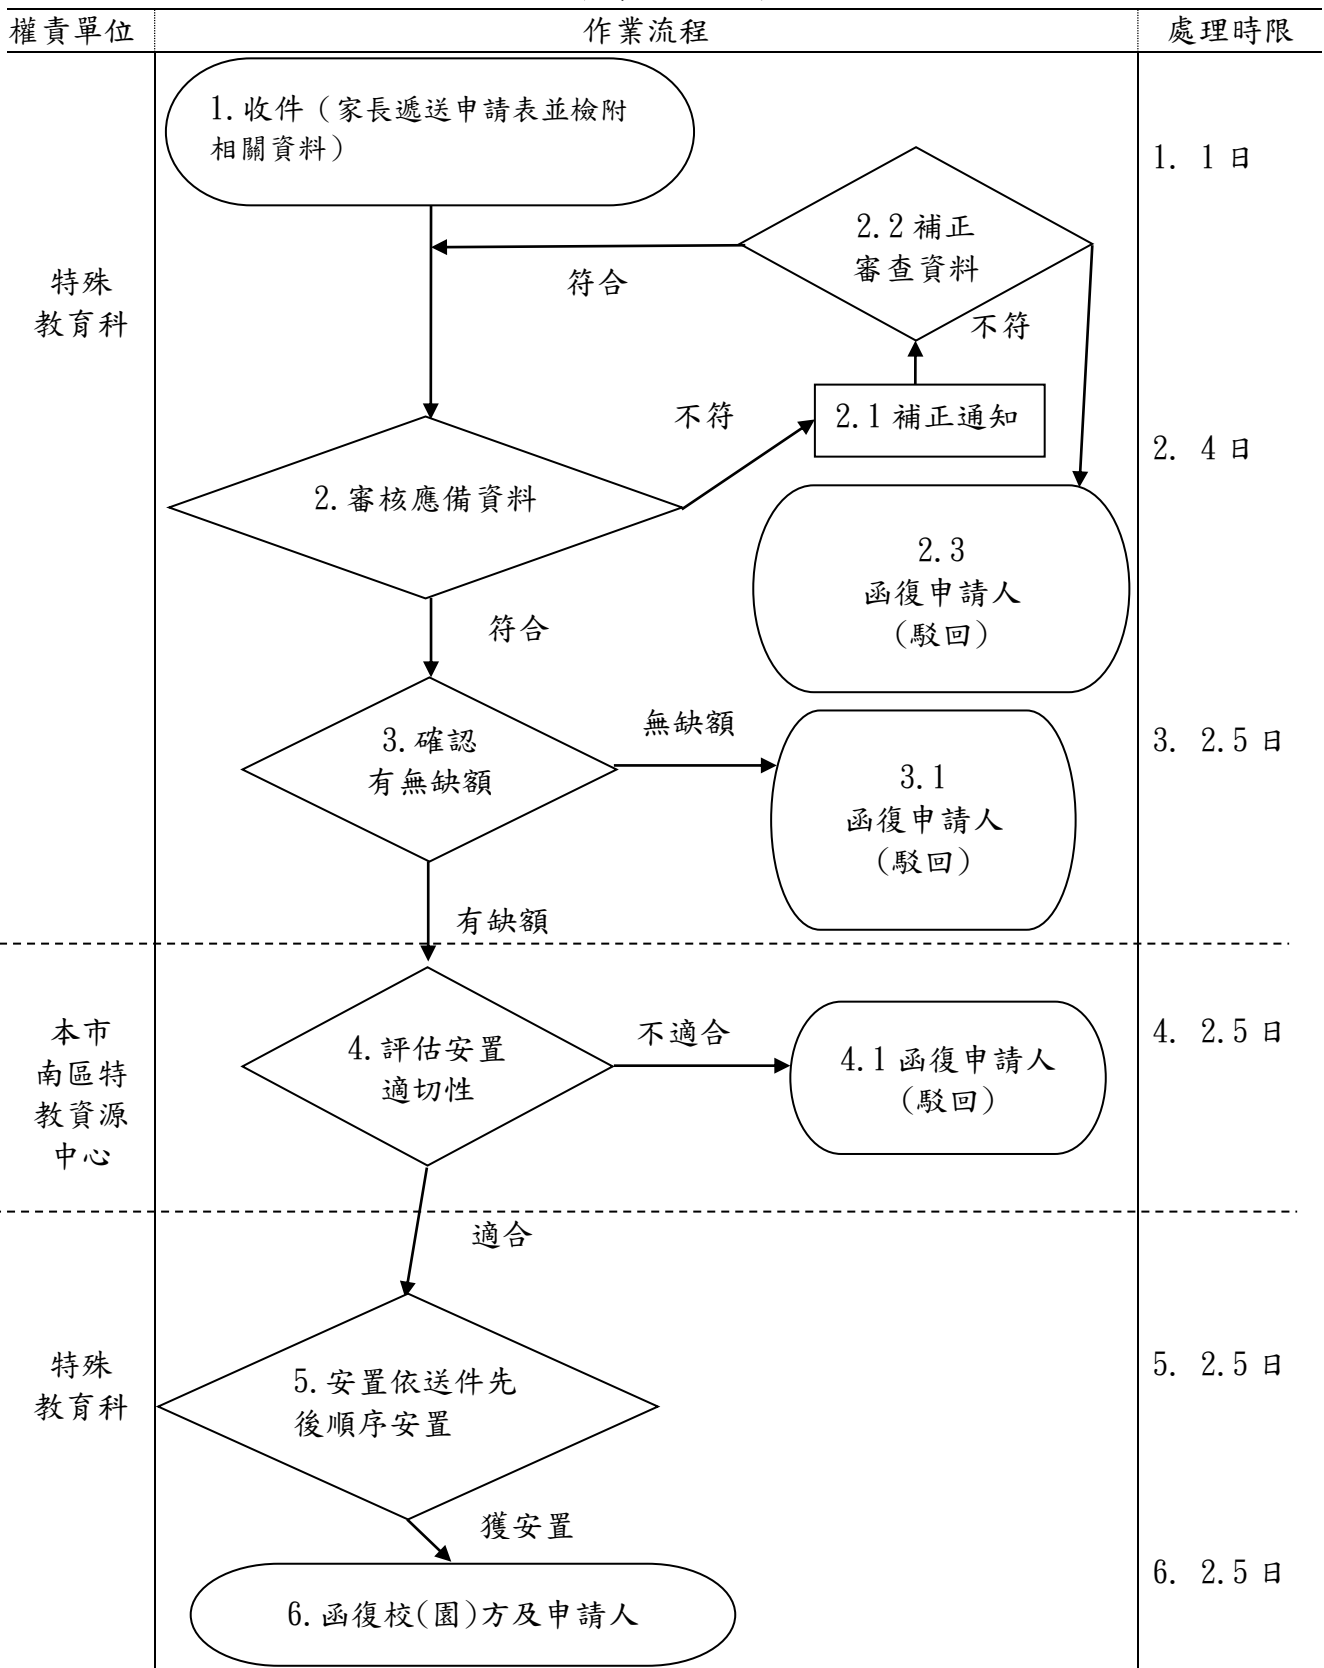 權責單位
作業流程
處理時限
1.收件（家長遞送申請表並檢附
相關資料）
1. 1日
2.2補正
審查資料
符合
不符
特殊
教育科
不符
2.1補正通知
2. 4日
2.審核應備資料
2.3
函復申請人
(駁回)
符合
3.確認
有無缺額
無缺額
3. 2.5日
3.1
函復申請人
(駁回)
有缺額
本市
南區特
教資源
中心
4.評估安置
適切性
不適合
4.1函復申請人
(駁回)
4. 2.5日
適合
特殊
教育科
5.安置依送件先
後順序安置
5. 2.5日
獲安置
6.函復校(園)方及申請人
6. 2.5日